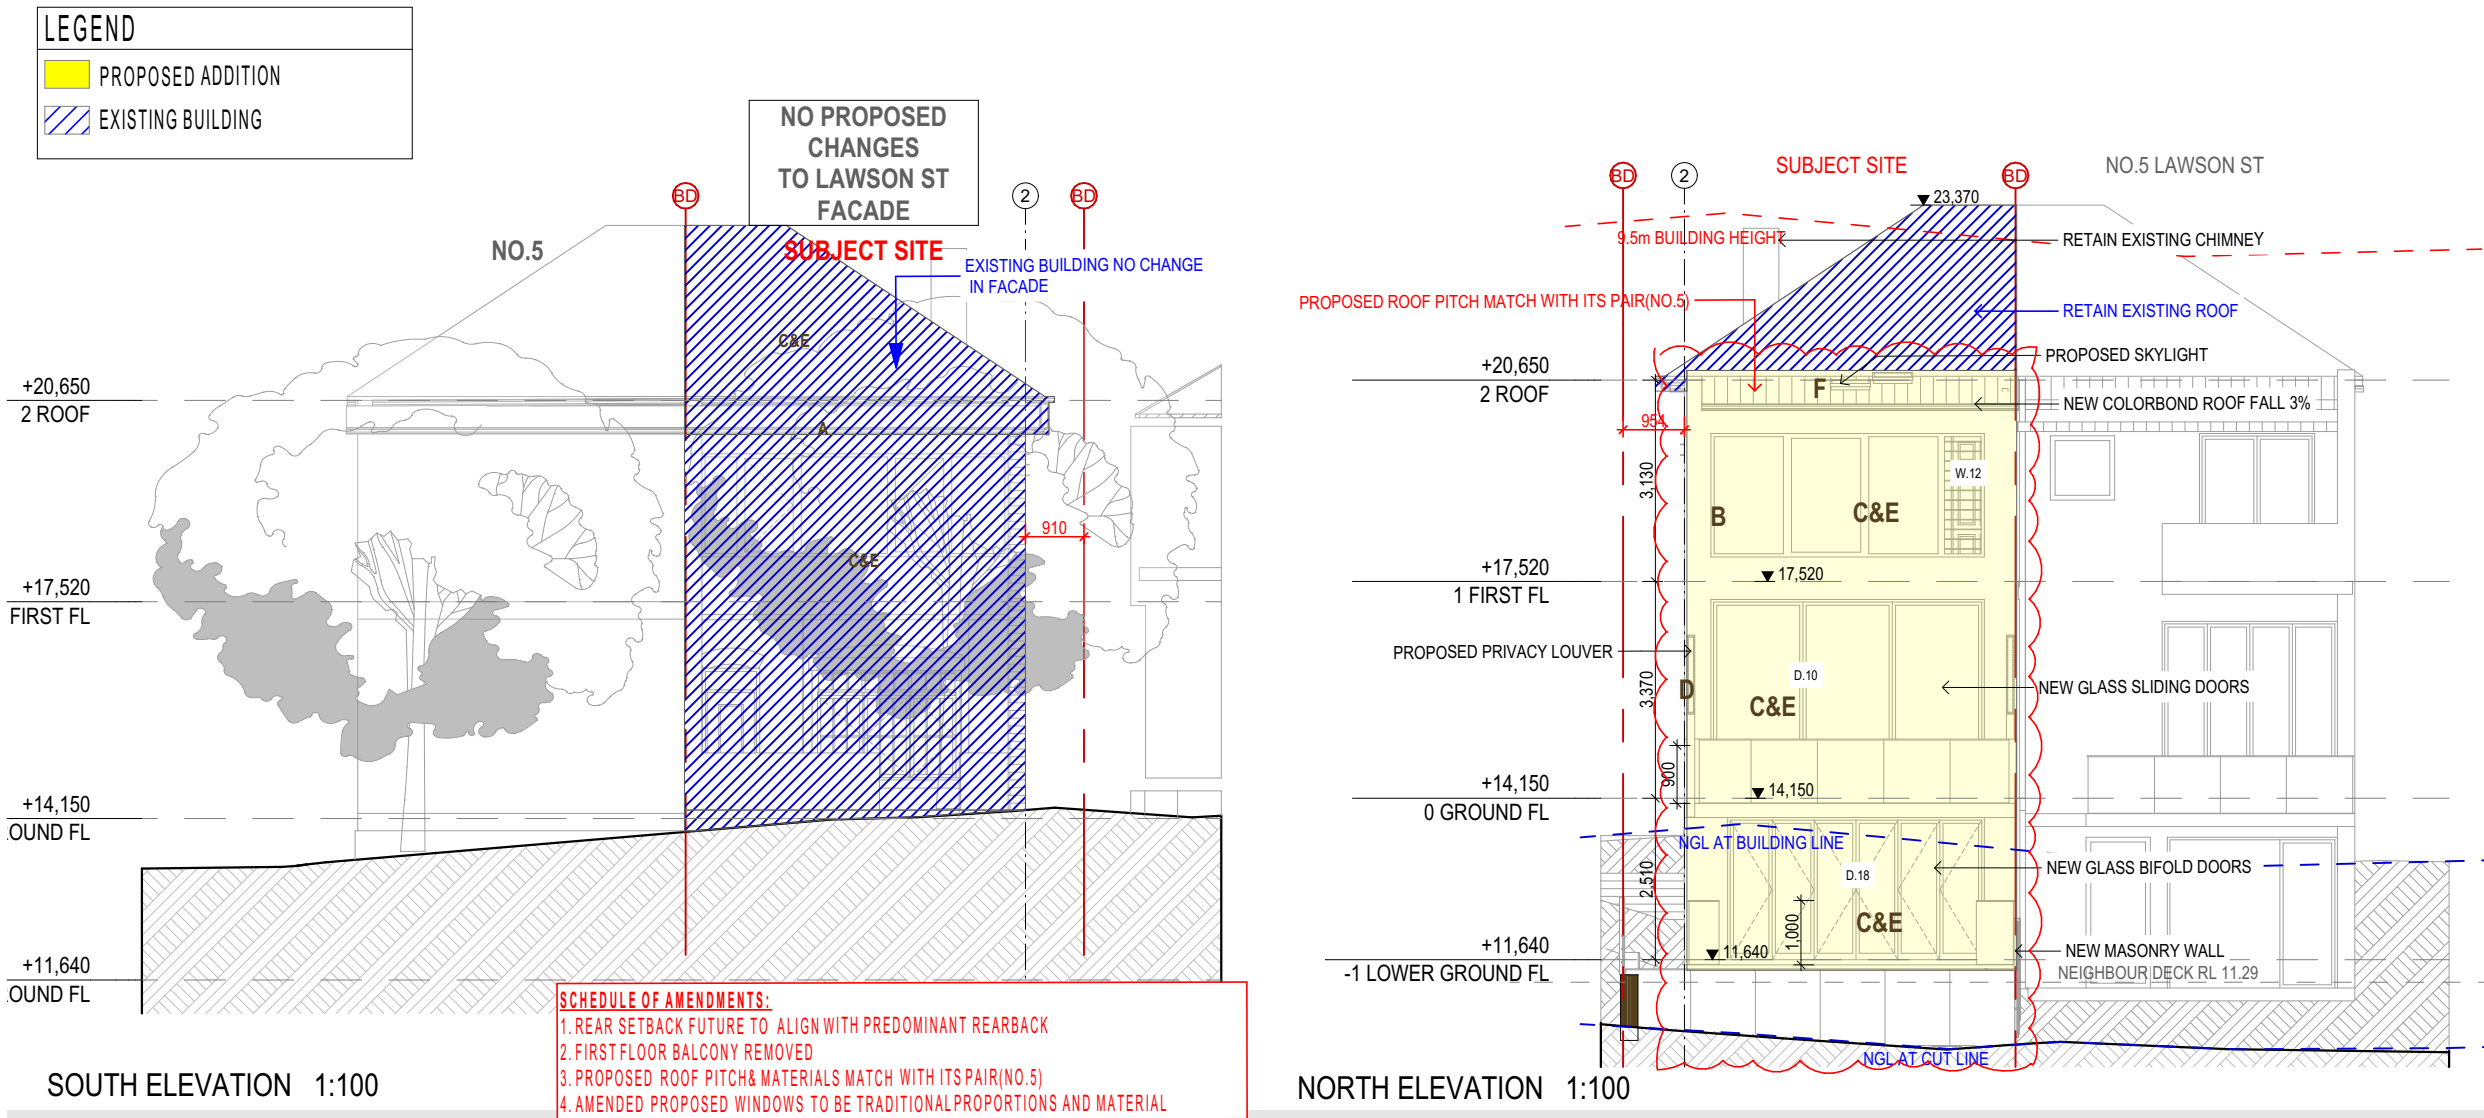 LEGEND
PROPOSED ADDITION
EXISTING BUILDING
NO PROPOSED
CHANGES
TO LAWSON ST
FACADE
BD
2
BD
NO.5
SUBJECT SITE
EXISTING BUILDING NO CHANGE
IN FACADE
C&E
A
C&E
910
+20,650
2 ROOF
+17,520
FIRST FL
+14,150
OUND FL
+11,640
OUND FL
SOUTH ELEVATION 1:100
SCHEDULE OF AMENDMENTS:
1. REAR SETBACK FUTURE TO ALIGN WITH PREDOMINANT REARBACK
2. FIRST FLOOR BALCONY REMOVED
3. PROPOSED ROOF PITCH & MATERIALS MATCH WITH ITS PAIR(NO.5)
4. AMENDED PROPOSED WINDOWS TO BE TRADITIONAL PROPORTIONS AND MATERIAL
BD
2
SUBJECT SITE
BD
NO.5 LAWSON ST
23,370
9.5m BUILDING HEIGHT
RETAIN EXISTING CHIMNEY
PROPOSED ROOF PITCH MATCH WITH ITS PAIR(NO.5)
RETAIN EXISTING ROOF
PROPOSED SKYLIGHT
+20,650
2 ROOF
F
NEW COLORBOND ROOF FALL 3%
954
3,130
W.12
B
C&E
+17,520
1 FIRST FL
17,520
PROPOSED PRIVACY LOUVER
D.10
D
C&E
NEW GLASS SLIDING DOORS
3,370
900
+14,150
0 GROUND FL
14,150
NGL AT BUILDING LINE
2,510
D.18
NEW GLASS BIFOLD DOORS
1,000
C&E
+11,640
-1 LOWER GROUND FL
11,640
NEW MASONRY WALL
NEIGHBOUR DECK RL 11.29
NGL AT CUT LINE
NORTH ELEVATION 1:100